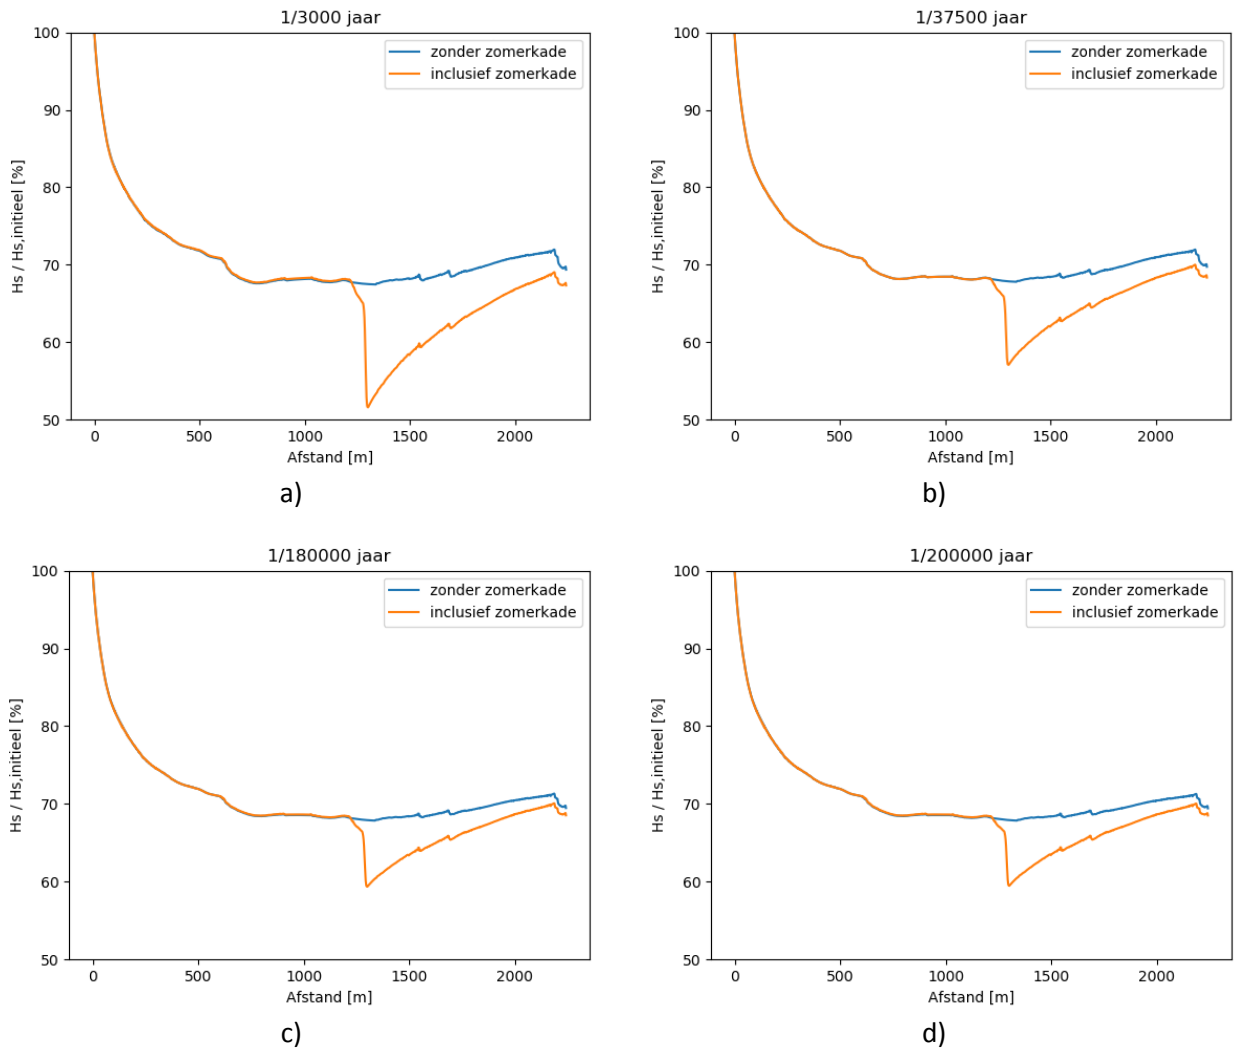 1/3000 jaar
100
90
80
70
60
50
Hs / Hs,initieel [%]
zonder zomerkade
inclusief zomerkade
0 500 1000 1500 2000
Afstand [m]
a)
1/37500 jaar
100
90
80
70
60
50
Hs / Hs,initieel [%]
zonder zomerkade
inclusief zomerkade
0 500 1000 1500 2000
Afstand [m]
b)
1/180000 jaar
100
90
80
70
60
50
Hs / Hs,initieel [%]
zonder zomerkade
inclusief zomerkade
0 500 1000 1500 2000
Afstand [m]
c)
1/200000 jaar
100
90
80
70
60
50
Hs / Hs,initieel [%]
zonder zomerkade
inclusief zomerkade
0 500 1000 1500 2000
Afstand [m]
d)